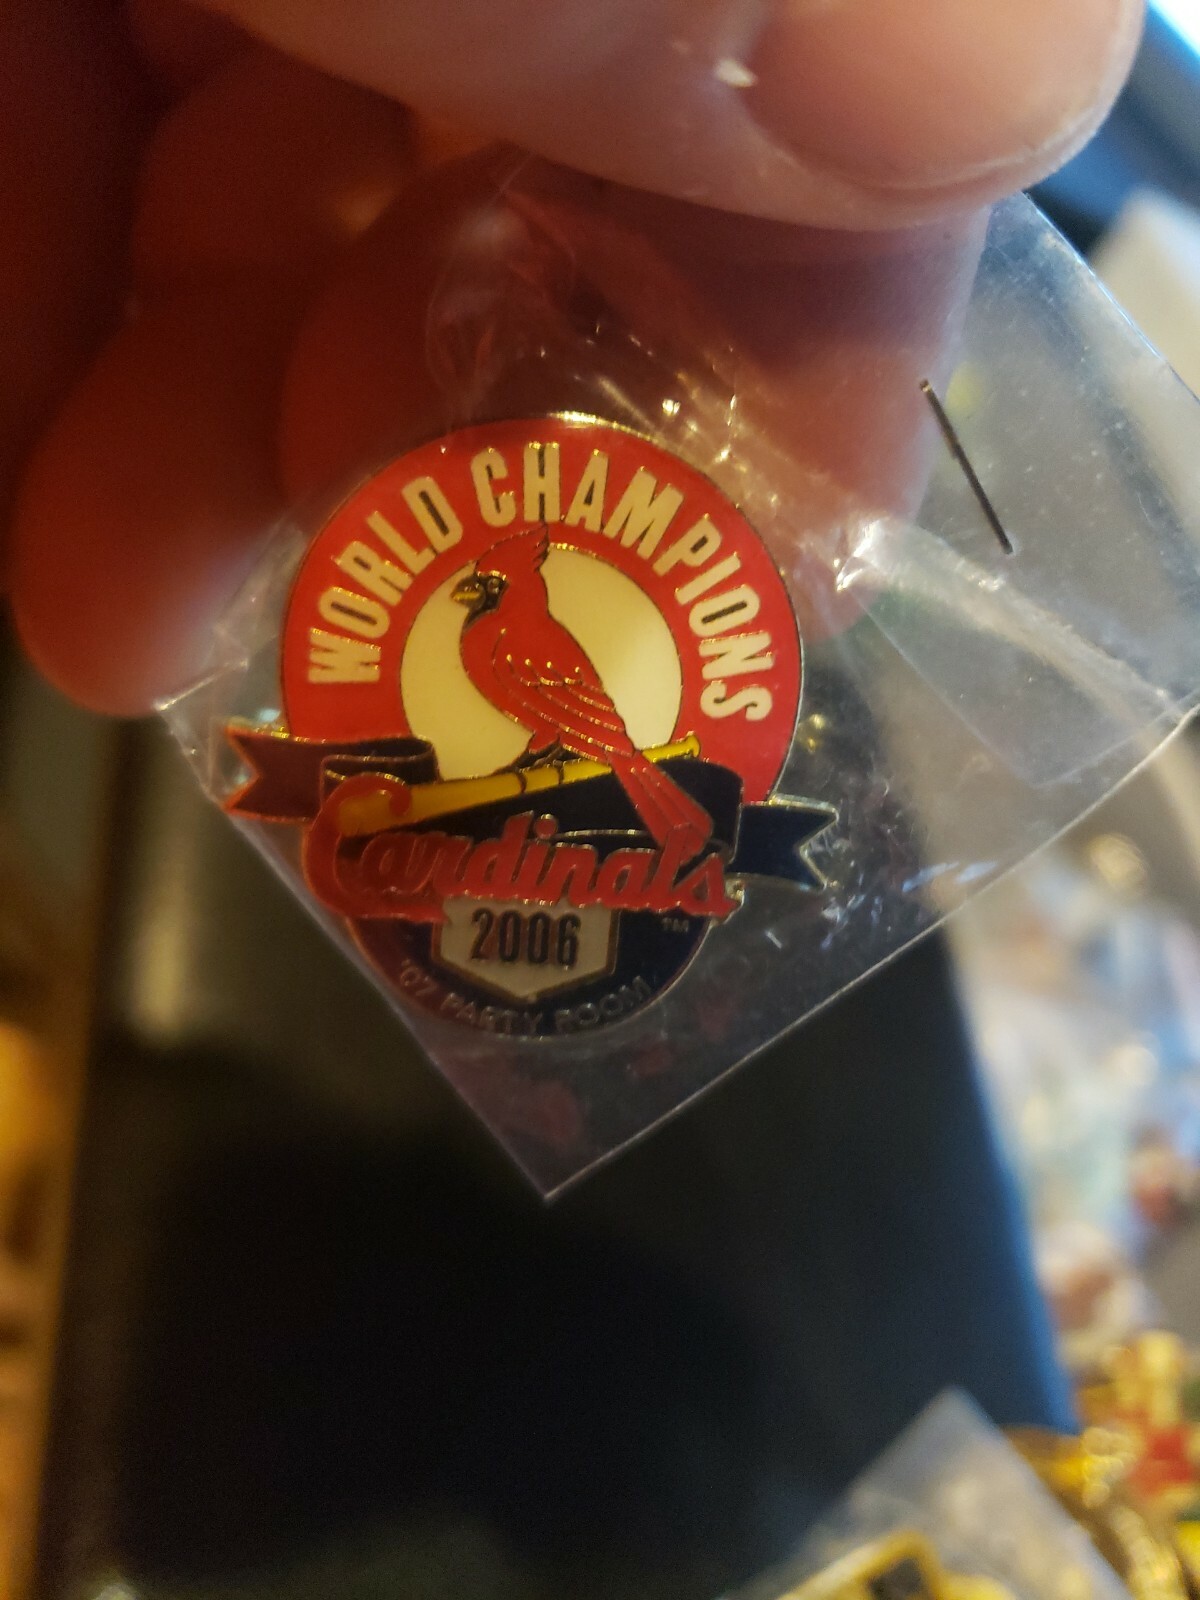 WORLD CHAMPIONS
Cardinals
TM
2006
'07 PARTY ROOM